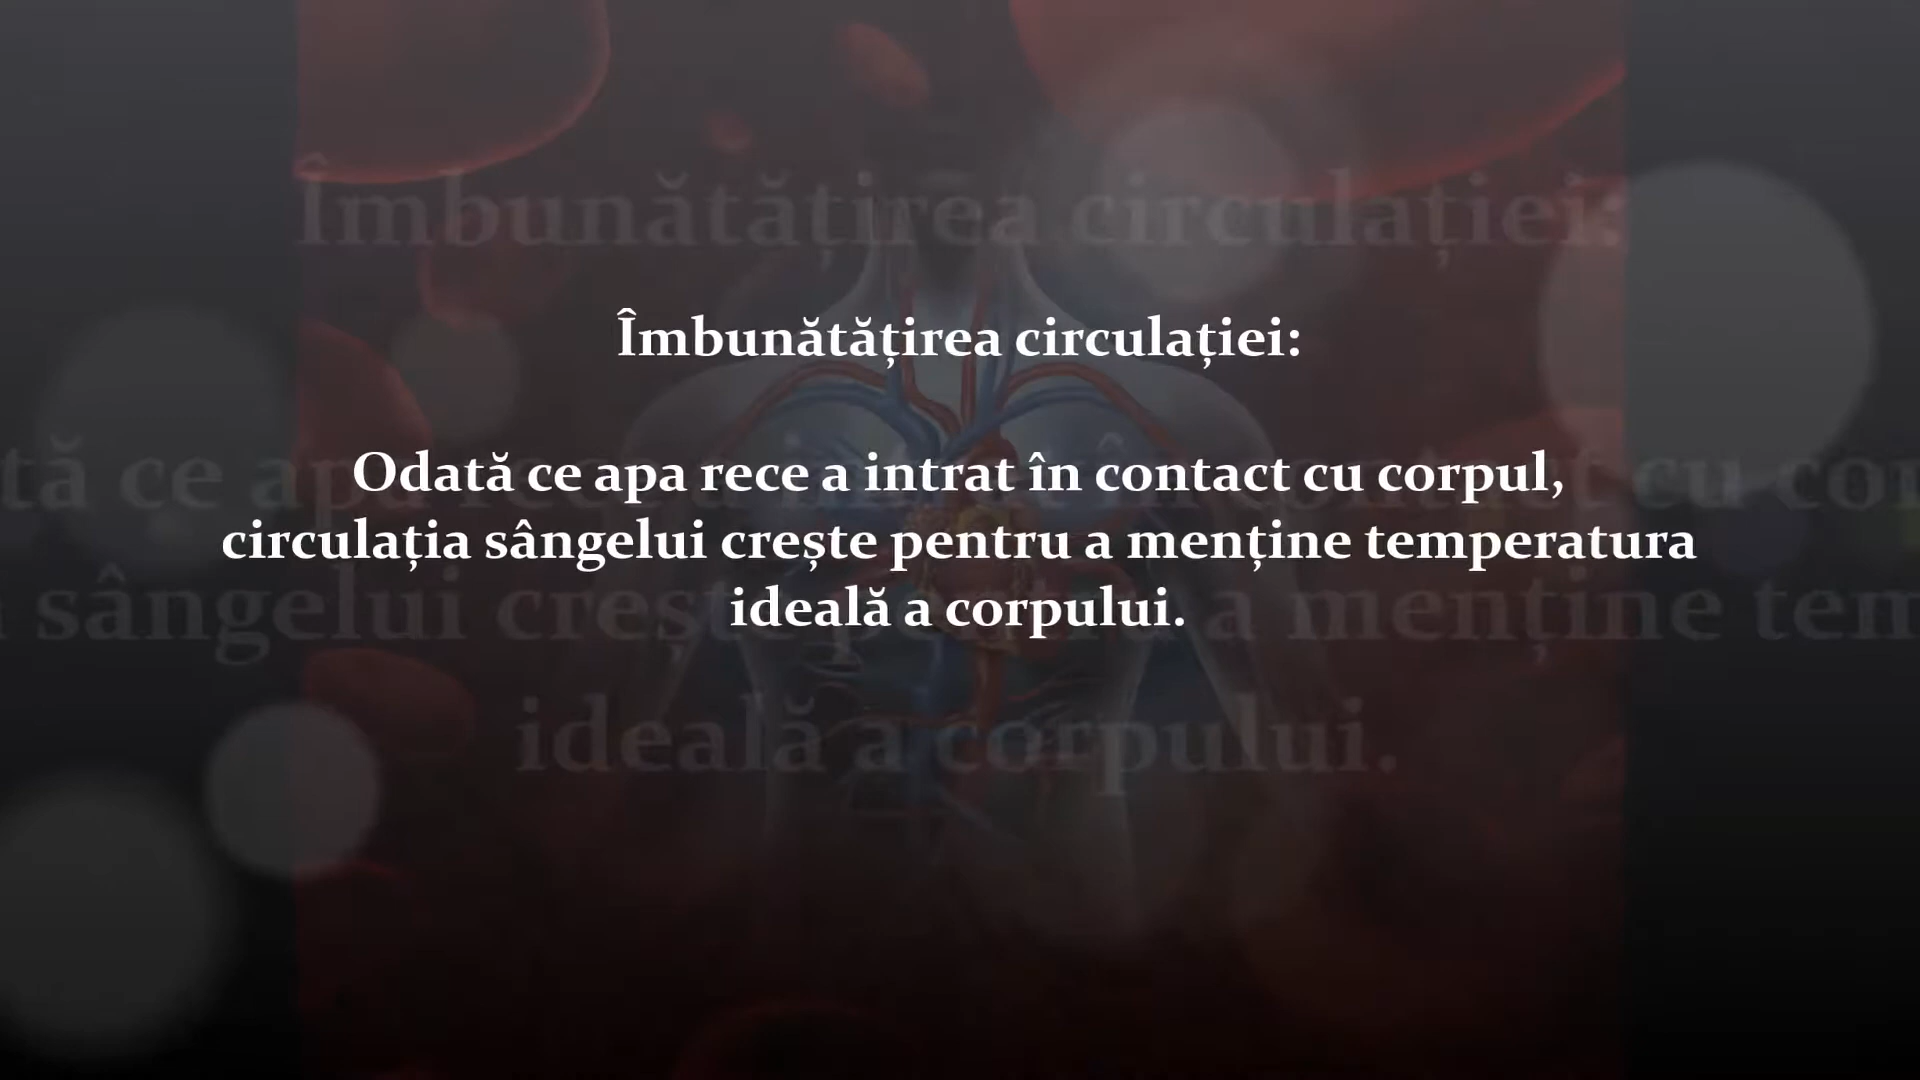 Îmbunătățirea circulației:
Odată ce apa rece a intrat în contact cu corpul,
circulația sângelui crește pentru a menține temperatura
ideală a corpului.